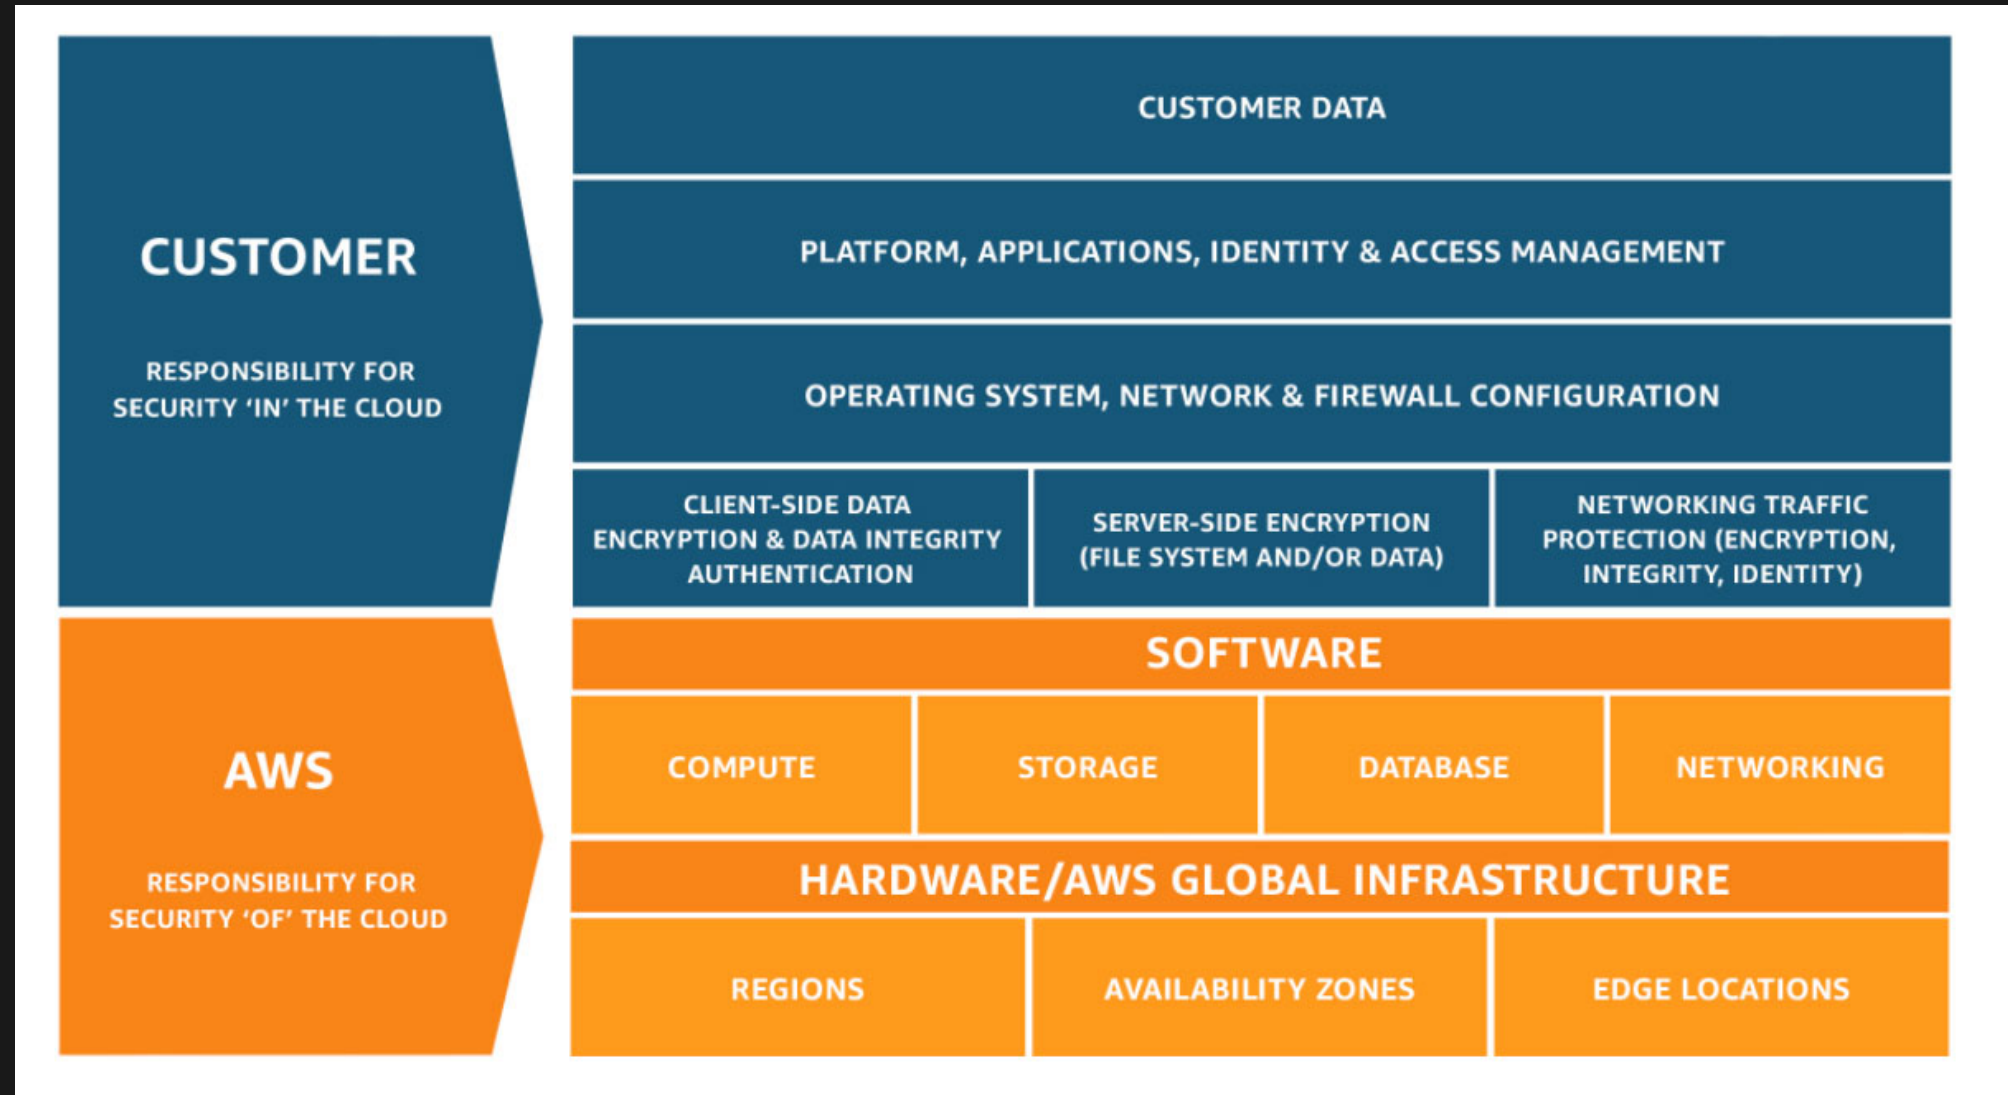 CUSTOMER
RESPONSIBILITY FOR
SECURITY ‘IN’ THE CLOUD
CUSTOMER DATA
PLATFORM, APPLICATIONS, IDENTITY & ACCESS MANAGEMENT
OPERATING SYSTEM, NETWORK & FIREWALL CONFIGURATION
CLIENT-SIDE DATA
ENCRYPTION & DATA INTEGRITY
AUTHENTICATION
SERVER-SIDE ENCRYPTION
(FILE SYSTEM AND/OR DATA)
NETWORKING TRAFFIC
PROTECTION (ENCRYPTION,
INTEGRITY, IDENTITY)
AWS
RESPONSIBILITY FOR
SECURITY ‘OF’ THE CLOUD
SOFTWARE
COMPUTE
STORAGE
DATABASE
NETWORKING
HARDWARE/AWS GLOBAL INFRASTRUCTURE
REGIONS
AVAILABILITY ZONES
EDGE LOCATIONS